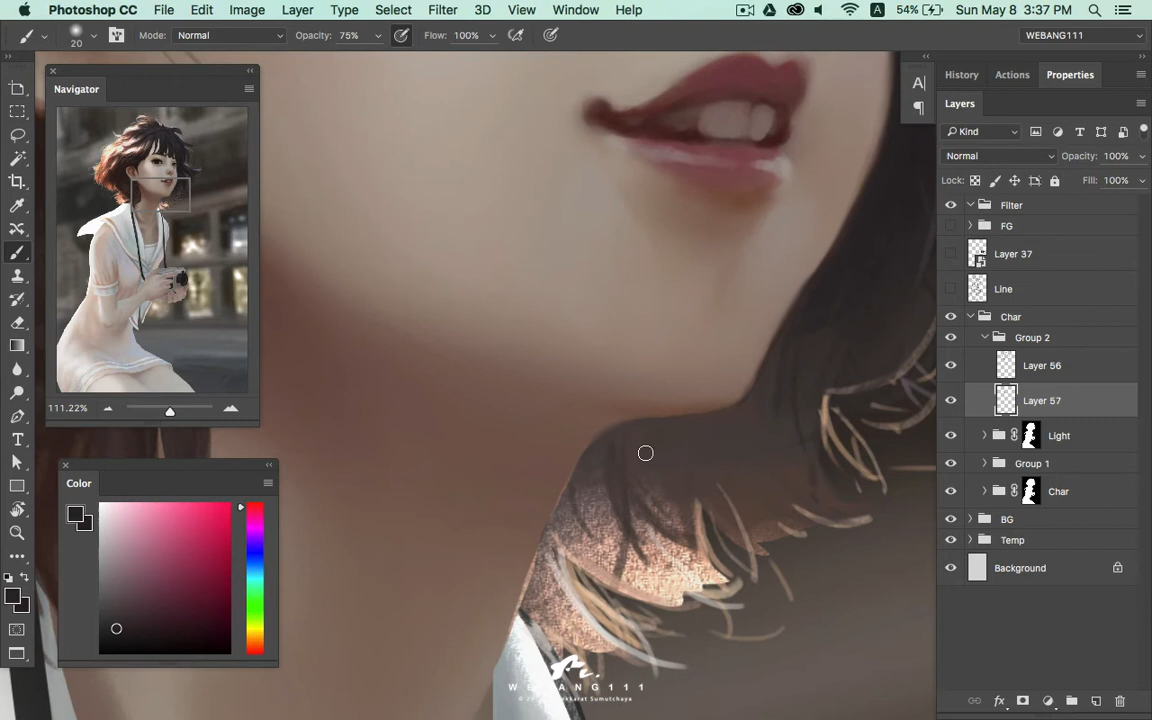 Photoshop CC File Edit Image Layer Type Select Filter 3D View Window Help A 54% Sun May 8 3:37 PM
20 Mode: Normal Opacity: 75% Flow: 100% WEBANG111
Navigator
111.22%
Color
History Actions Properties
Layers
Kind
Normal Opacity: 100%
Lock: Fill: 100%
Filter
FG
Layer 37
Line
Char
Group 2
Layer 56
Layer 57
Light
Group 1
Char
BG
Temp
Background
WEBANG111